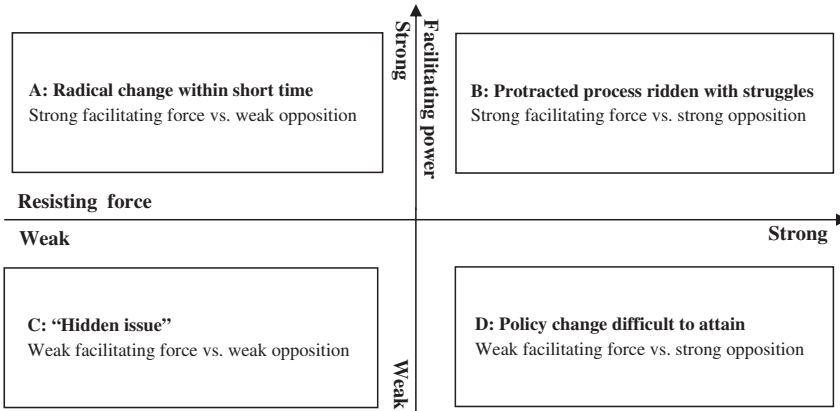 Strong
Facilitating power
A: Radical change within short time
Strong facilitating force vs. weak opposition
B: Protracted process ridden with struggles
Strong facilitating force vs. strong opposition
Resisting force
Weak
Strong
C: “Hidden issue”
Weak facilitating force vs. weak opposition
D: Policy change difficult to attain
Weak facilitating force vs. strong opposition
Weak